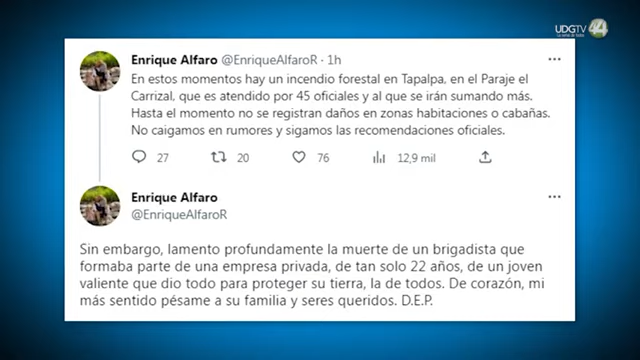 UDGTV 44
Enrique Alfaro @EnriqueAlfaroR · 1h
En estos momentos hay un incendio forestal en Tapalpa, en el Paraje el
Carrizal, que es atendido por 45 oficiales y al que se irán sumando más.
Hasta el momento no se registran daños en zonas habitaciones o cabañas.
No caigamos en rumores y sigamos las recomendaciones oficiales.
27 20 76 12,9 mil
Enrique Alfaro
@EnriqueAlfaroR
Sin embargo, lamento profundamente la muerte de un brigadista que
formaba parte de una empresa privada, de tan solo 22 años, de un joven
valiente que dio todo para proteger su tierra, la de todos. De corazón, mi
más sentido pésame a su familia y seres queridos. D.E.P.